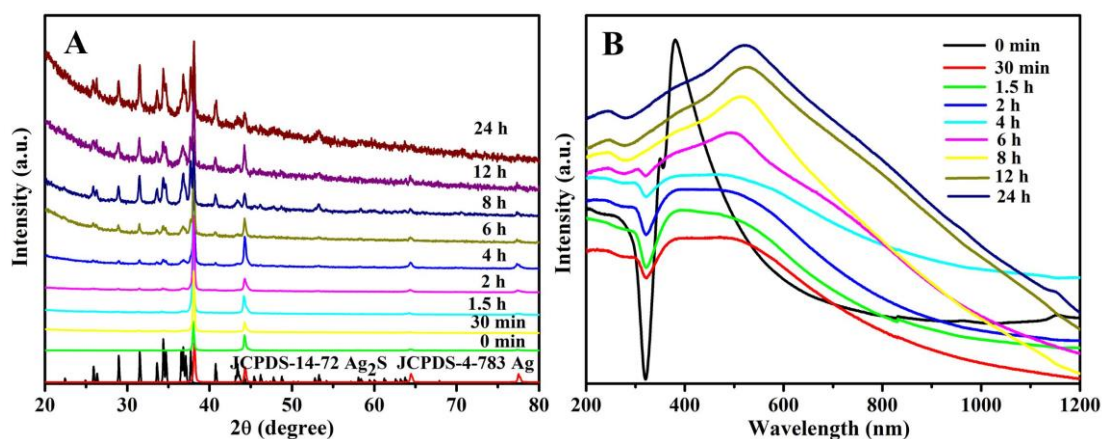 A
24 h
12 h
8 h
6 h
4 h
2 h
1.5 h
30 min
0 min
JCPDS-14-72 Ag2S JCPDS-4-783 Ag
20 30 40 50 60 70 80
2θ (degree)
Intensity (a.u.)
B
0 min
30 min
1.5 h
2 h
4 h
6 h
8 h
12 h
24 h
200 400 600 800 1000 1200
Wavelength (nm)
Intensity (a.u.)